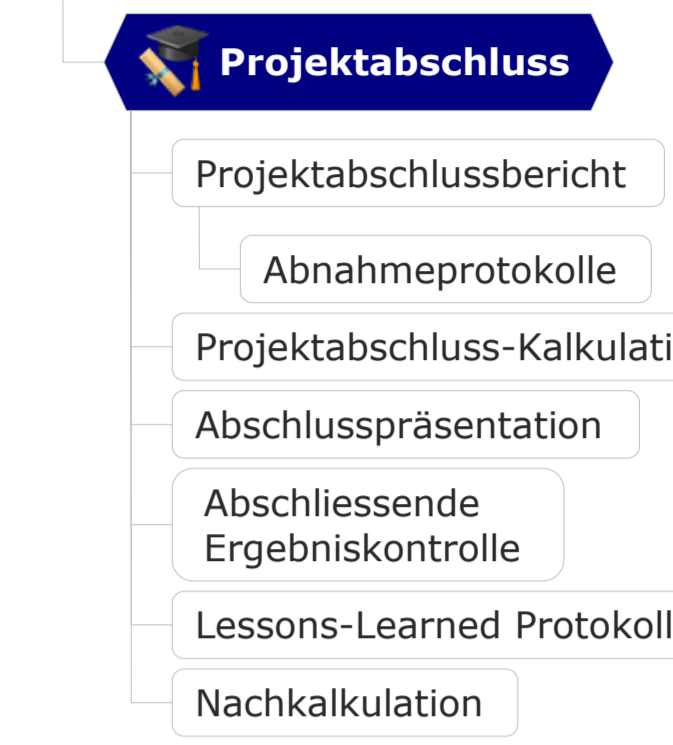 Projektabschluss
Projektabschlussbericht
Abnahmeprotokolle
Projektabschluss-Kalkulati
Abschlusspräsentation
Abschliessende
Ergebniskontrolle
Lessons-Learned Protokoll
Nachkalkulation